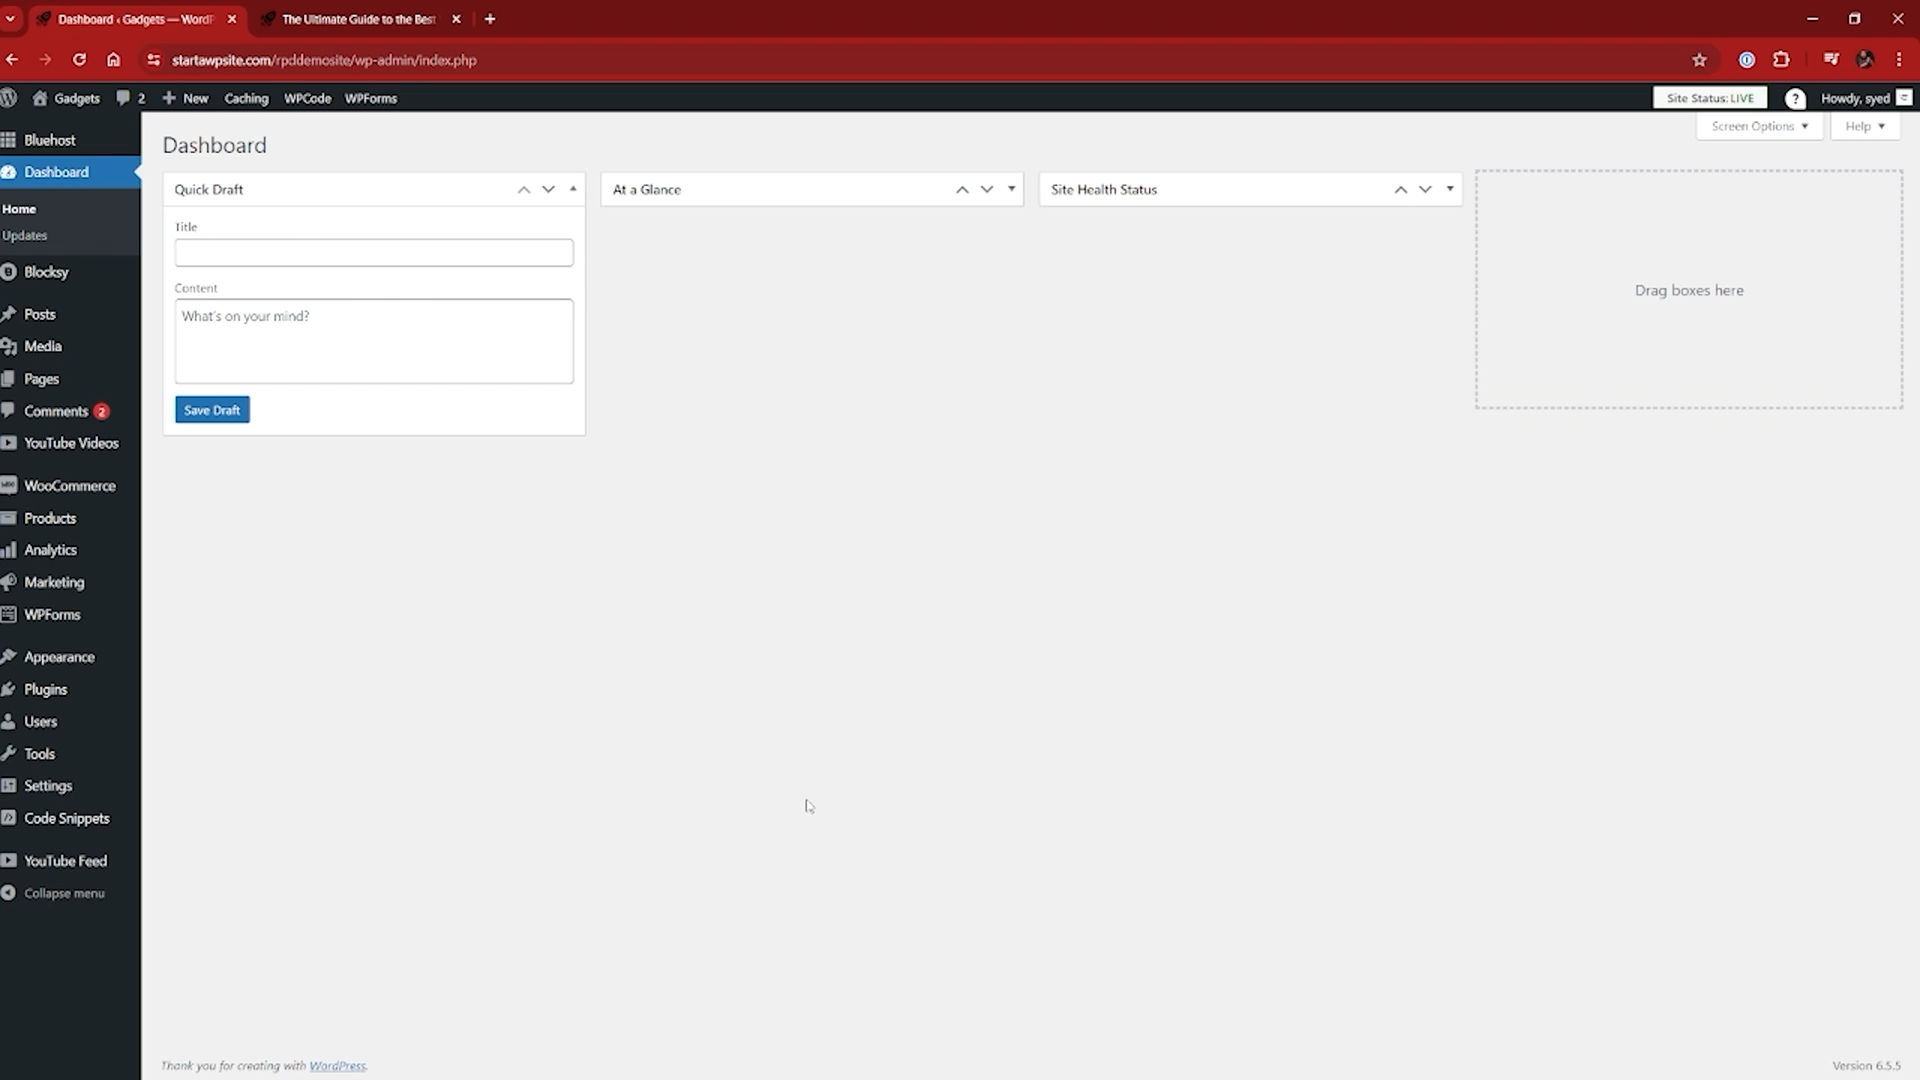 Dashboard ‹ Gadgets — WordP
The Ultimate Guide to the Best
startawpsite.com/rpddemosite/wp-admin/index.php
Gadgets
2
New
Caching
WPCode
WPForms
Site Status: LIVE
Howdy, syed
Bluehost
Dashboard
Home
Updates
Blocksy
Posts
Media
Pages
Comments 2
YouTube Videos
WooCommerce
Products
Analytics
Marketing
WPForms
Appearance
Plugins
Users
Tools
Settings
Code Snippets
YouTube Feed
Collapse menu
Dashboard
Screen Options
Help
Quick Draft
Title
Content
What's on your mind?
Save Draft
At a Glance
Site Health Status
Drag boxes here
Thank you for creating with WordPress.
Version 6.5.5